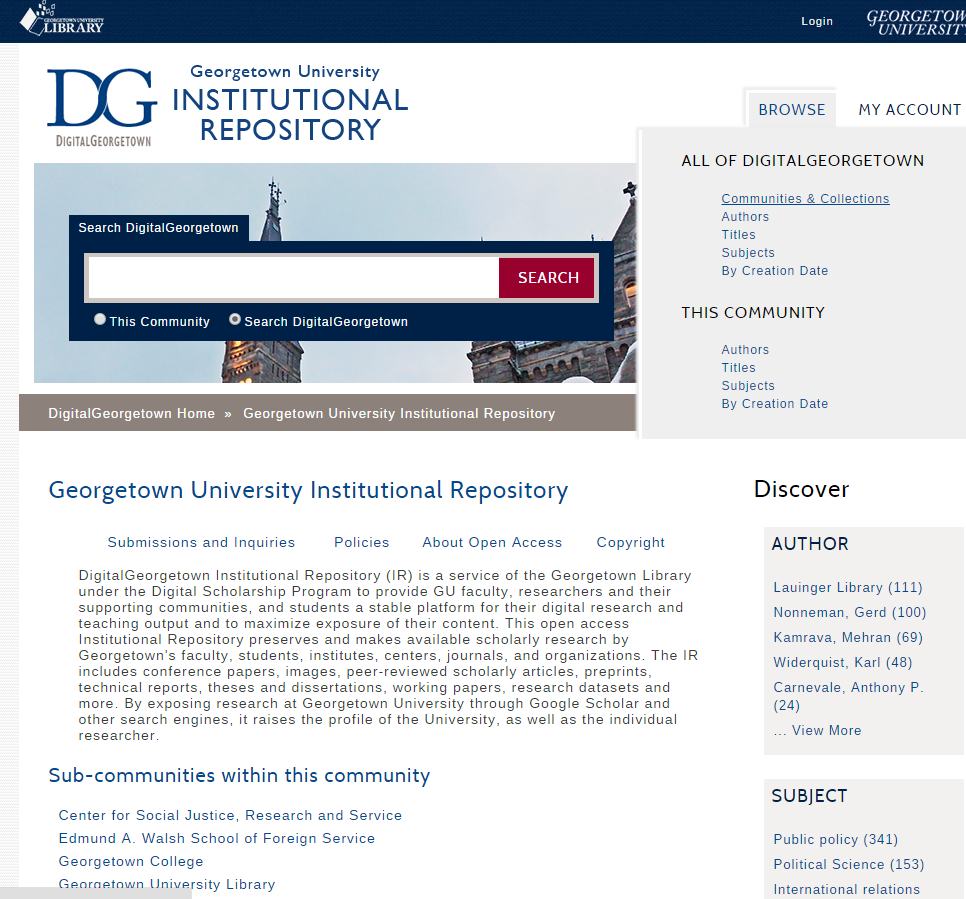 GEORGETOWN UNIVERSITY
LIBRARY
Login
GEORGETOW
UNIVERSIT
DG
DIGITALGEORGETOWN
Georgetown University
INSTITUTIONAL
REPOSITORY
BROWSE
MY ACCOUNT
ALL OF DIGITALGEORGETOWN
Communities & Collections
Authors
Titles
Subjects
By Creation Date
THIS COMMUNITY
Authors
Titles
Subjects
By Creation Date
Search DigitalGeorgetown
SEARCH
This Community
Search DigitalGeorgetown
DigitalGeorgetown Home » Georgetown University Institutional Repository
Georgetown University Institutional Repository
Submissions and Inquiries Policies About Open Access Copyright
DigitalGeorgetown Institutional Repository (IR) is a service of the Georgetown Library
under the Digital Scholarship Program to provide GU faculty, researchers and their
supporting communities, and students a stable platform for their digital research and
teaching output and to maximize exposure of their content. This open access
Institutional Repository preserves and makes available scholarly research by
Georgetown's faculty, students, institutes, centers, journals, and organizations. The IR
includes conference papers, images, peer-reviewed scholarly articles, preprints,
technical reports, theses and dissertations, working papers, research datasets and
more. By exposing research at Georgetown University through Google Scholar and
other search engines, it raises the profile of the University, as well as the individual
researcher.
Sub-communities within this community
Center for Social Justice, Research and Service
Edmund A. Walsh School of Foreign Service
Georgetown College
Georgetown University Library
Discover
AUTHOR
Lauinger Library (111)
Nonneman, Gerd (100)
Kamrava, Mehran (69)
Widerquist, Karl (48)
Carnevale, Anthony P.
(24)
... View More
SUBJECT
Public policy (341)
Political Science (153)
International relations